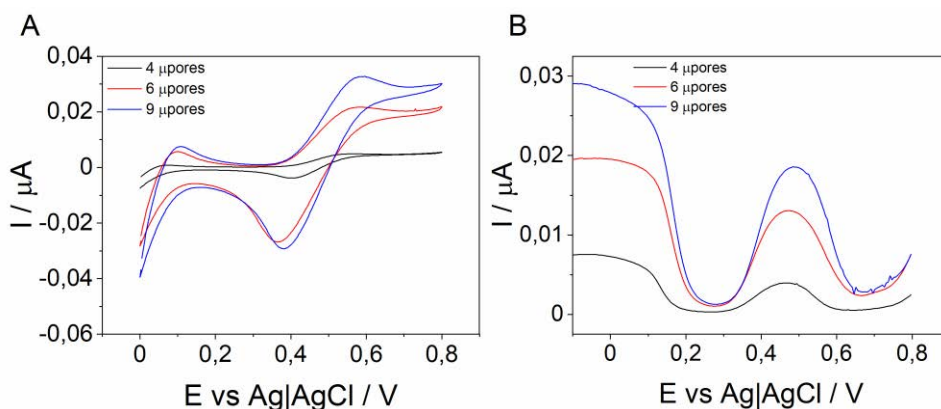 A
I / μA
0,04
0,02
0
-0,02
-0,04
-0,06
4 μpores
6 μpores
9 μpores
0
0,2
0,4
0,6
0,8
E vs Ag|AgCl / V
B
I / μA
0,03
0,02
0,01
0
4 μpores
6 μpores
9 μpores
0
0,2
0,4
0,6
0,8
E vs Ag|AgCl / V